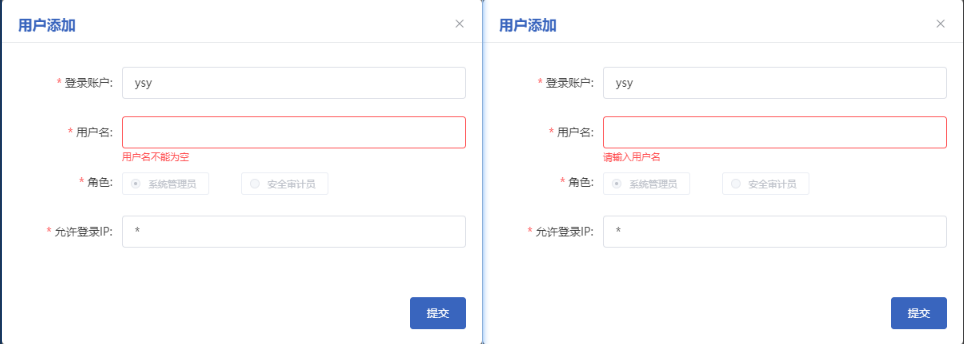 用户添加
* 登录账户: ysy
* 用户名:
用户名不能为空
* 角色: 系统管理员 安全审计员
* 允许登录IP: *
提交
用户添加
* 登录账户: ysy
* 用户名:
请输入用户名
* 角色: 系统管理员 安全审计员
* 允许登录IP: *
提交